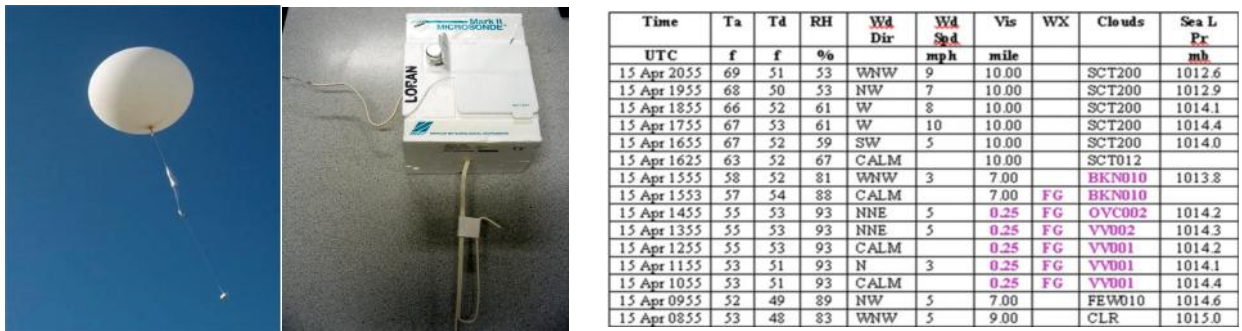 Mark II
MICROSONDE
LORAN
Time Ta Td RH Wd Dir Wd Spd Vis WX Clouds Sea L Pr
UTC f f % mph mile mb
15 Apr 2055 69 51 53 WNW 9 10.00 SCT200 1012.6
15 Apr 1955 68 50 53 NW 7 10.00 SCT200 1012.9
15 Apr 1855 66 52 61 W 8 10.00 SCT200 1014.1
15 Apr 1755 67 53 61 W 10 10.00 SCT200 1014.4
15 Apr 1655 67 52 59 SW 5 10.00 SCT200 1014.0
15 Apr 1625 63 52 67 CALM 10.00 SCT012
15 Apr 1555 58 52 81 WNW 3 7.00 BKN010 1013.8
15 Apr 1553 57 54 88 CALM 7.00 FG BKN010
15 Apr 1455 55 53 93 NNE 5 0.25 FG OVC002 1014.2
15 Apr 1355 55 53 93 NNE 5 0.25 FG VV002 1014.3
15 Apr 1255 55 53 93 CALM 0.25 FG VV001 1014.2
15 Apr 1155 53 51 93 N 3 0.25 FG VV001 1014.1
15 Apr 1055 53 51 93 CALM 0.25 FG VV001 1014.4
15 Apr 0955 52 49 89 NW 5 7.00 FEW010 1014.6
15 Apr 0855 53 48 83 WNW 5 9.00 CLR 1015.0